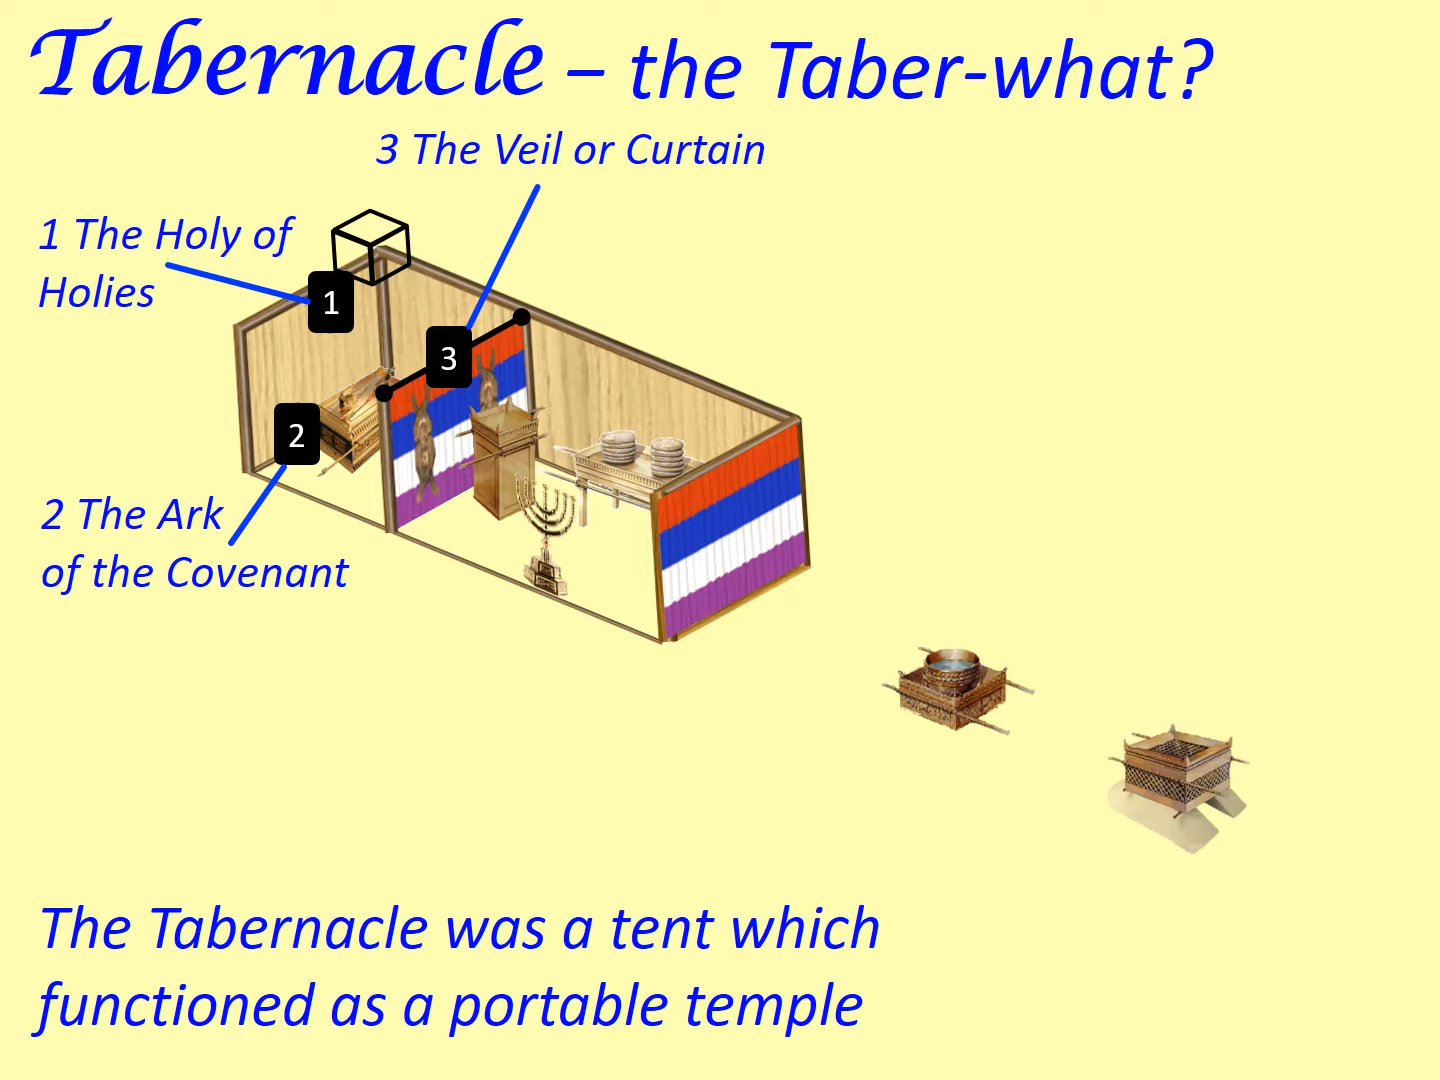 Tabernacle – the Taber-what?
3 The Veil or Curtain
1 The Holy of
Holies
1
3
2
2 The Ark
of the Covenant
The Tabernacle was a tent which
functioned as a portable temple